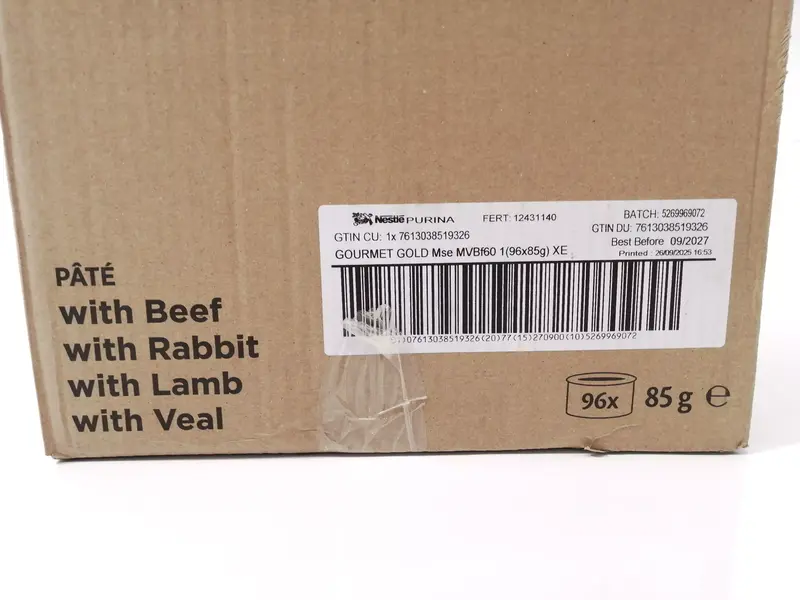 Nestlé PURINA FERT: 12431140 BATCH: 5269969072
GTIN CU: 1x 7613038519326 GTIN DU: 7613038519326
GOURMET GOLD Mse MVBf60 1(96x85g) XE Best Before 09/2027
Printed : 26/09/2025 16:53
)07613038519326(20)77(15)270900(10)5269969072
PÂTÉ
with Beef
with Rabbit
with Lamb
with Veal
96x 85 g ℮